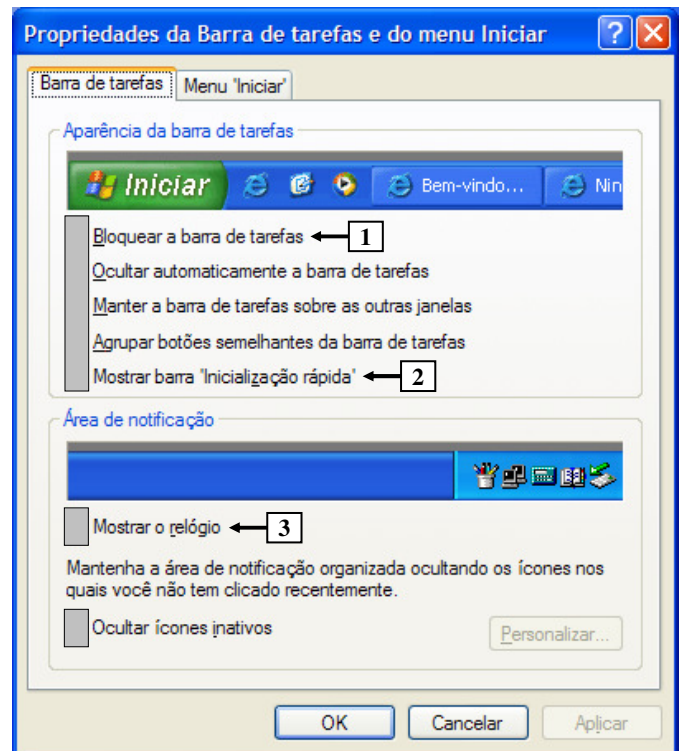 Propriedades da Barra de tarefas e do menu Iniciar
Barra de tarefas Menu 'Iniciar'
Aparência da barra de tarefas
Iniciar Bem-vindo... Nin
Bloquear a barra de tarefas 1
Ocultar automaticamente a barra de tarefas
Manter a barra de tarefas sobre as outras janelas
Agrupar botões semelhantes da barra de tarefas
Mostrar barra 'Inicialização rápida' 2
Área de notificação
Mostrar o relógio 3
Mantenha a área de notificação organizada ocultando os ícones nos
quais você não tem clicado recentemente.
Ocultar ícones inativos Personalizar...
OK Cancelar Aplicar